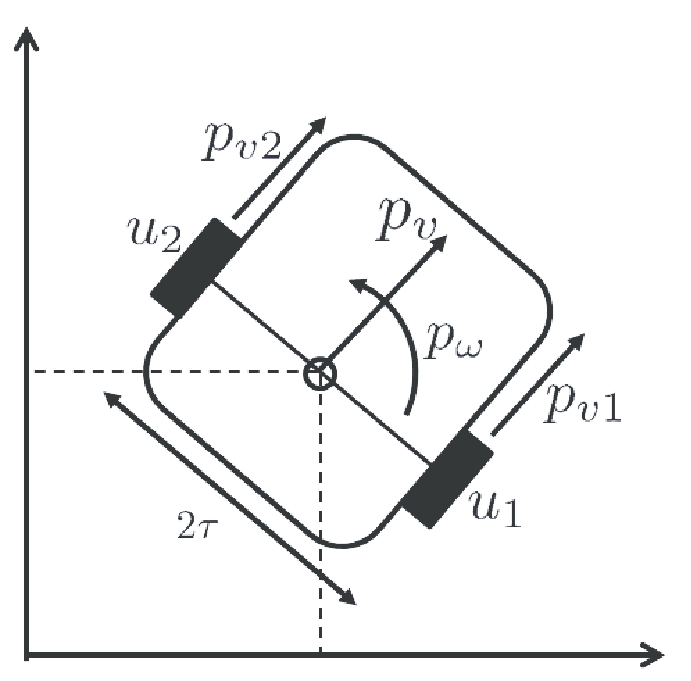 p_{v2}
u_2
p_v
p_ω
p_{v1}
u_1
2τ